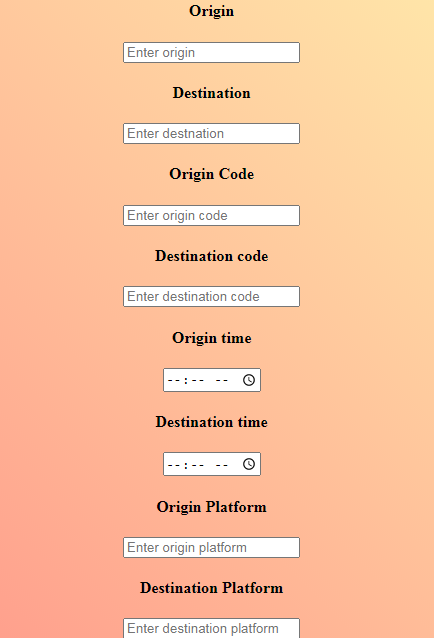 Origin
Enter origin
Destination
Enter destnation
Origin Code
Enter origin code
Destination code
Enter destination code
Origin time
--:-- --
Destination time
--:-- --
Origin Platform
Enter origin platform
Destination Platform
Enter destination platform